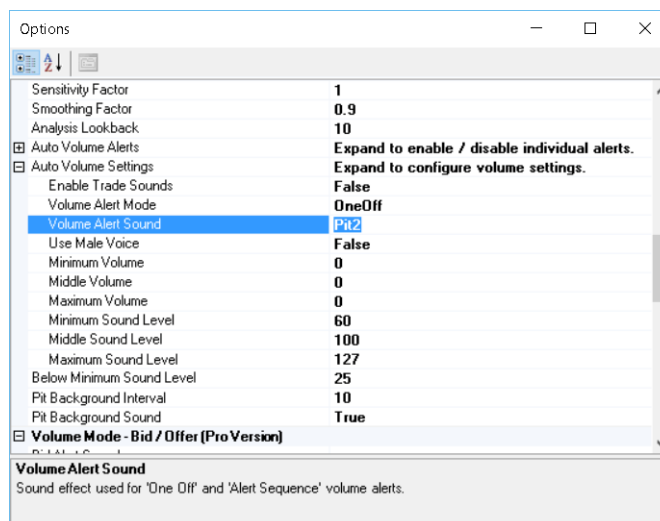 Options
Sensitivity Factor 1
Smoothing Factor 0.9
Analysis Lookback 10
Auto Volume Alerts Expand to enable / disable individual alerts.
Auto Volume Settings Expand to configure volume settings.
Enable Trade Sounds False
Volume Alert Mode OneOff
Volume Alert Sound Pit2
Use Male Voice False
Minimum Volume 0
Middle Volume 0
Maximum Volume 0
Minimum Sound Level 60
Middle Sound Level 100
Maximum Sound Level 127
Below Minimum Sound Level 25
Pit Background Interval 10
Pit Background Sound True
Volume Mode - Bid / Offer (Pro Version)
Volume Alert Sound
Sound effect used for 'One Off' and 'Alert Sequence' volume alerts.